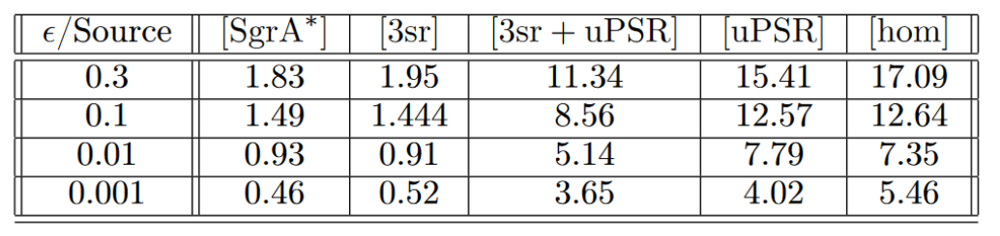 ϵ/Source [SgrA*] [3sr] [3sr + uPSR] [uPSR] [hom]
0.3 1.83 1.95 11.34 15.41 17.09
0.1 1.49 1.444 8.56 12.57 12.64
0.01 0.93 0.91 5.14 7.79 7.35
0.001 0.46 0.52 3.65 4.02 5.46